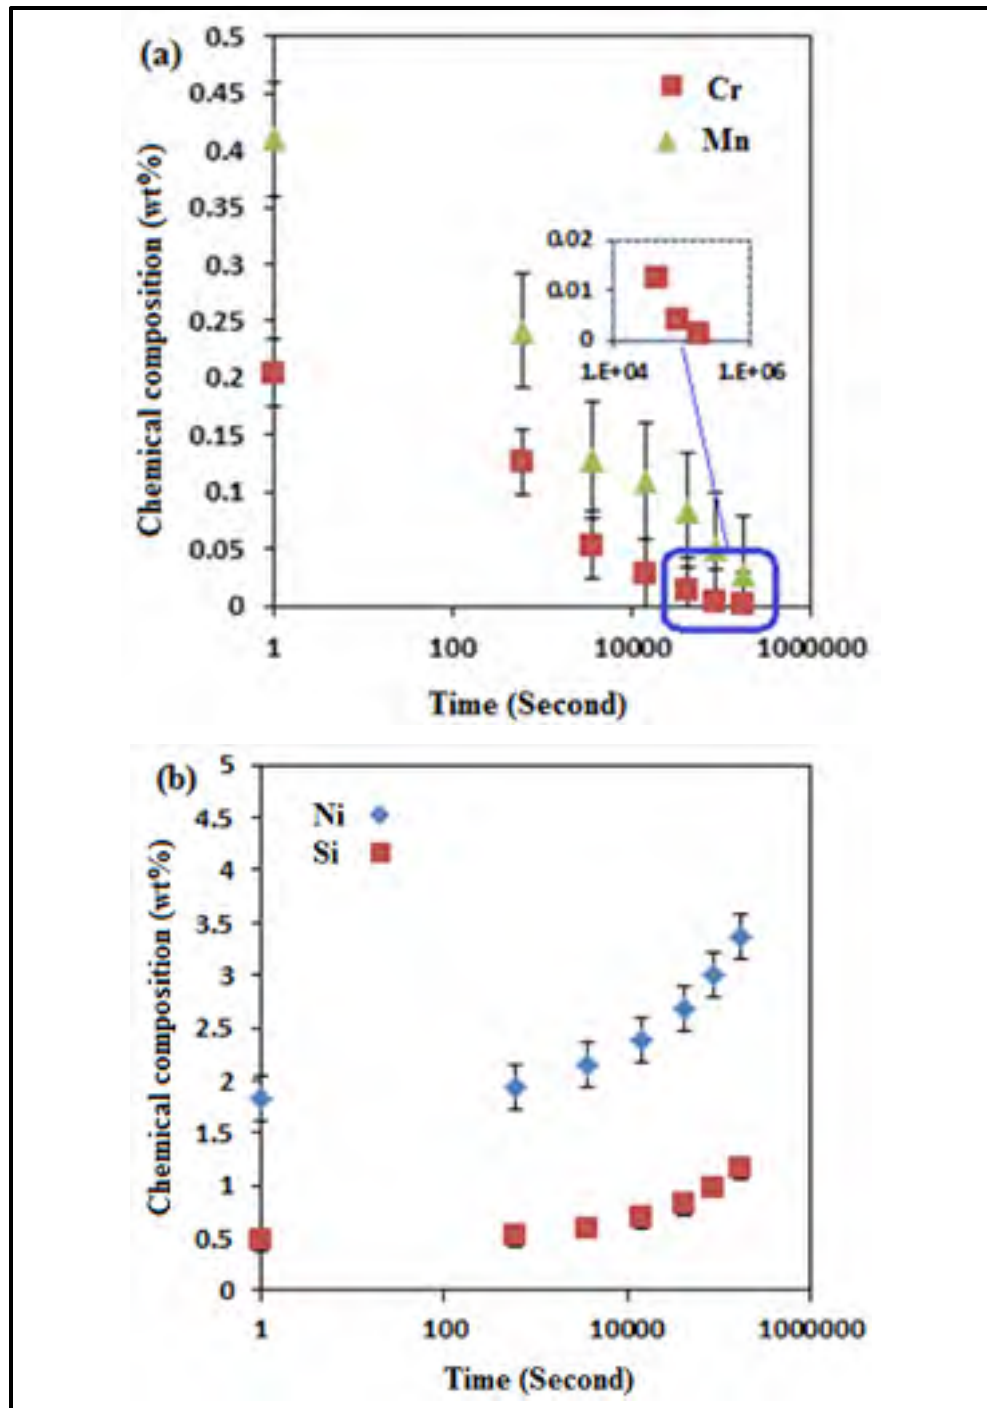 (a)
0.5
0.45
0.4
0.35
0.3
0.25
0.2
0.15
0.1
0.05
0
Chemical composition (wt%)
Cr
Mn
0.02
0.01
0
1.E+04 1.E+06
1 100 10000 1000000
Time (Second)
(b)
5
4.5
4
3.5
3
2.5
2
1.5
1
0.5
0
Chemical composition (wt%)
Ni
Si
1 100 10000 1000000
Time (Second)